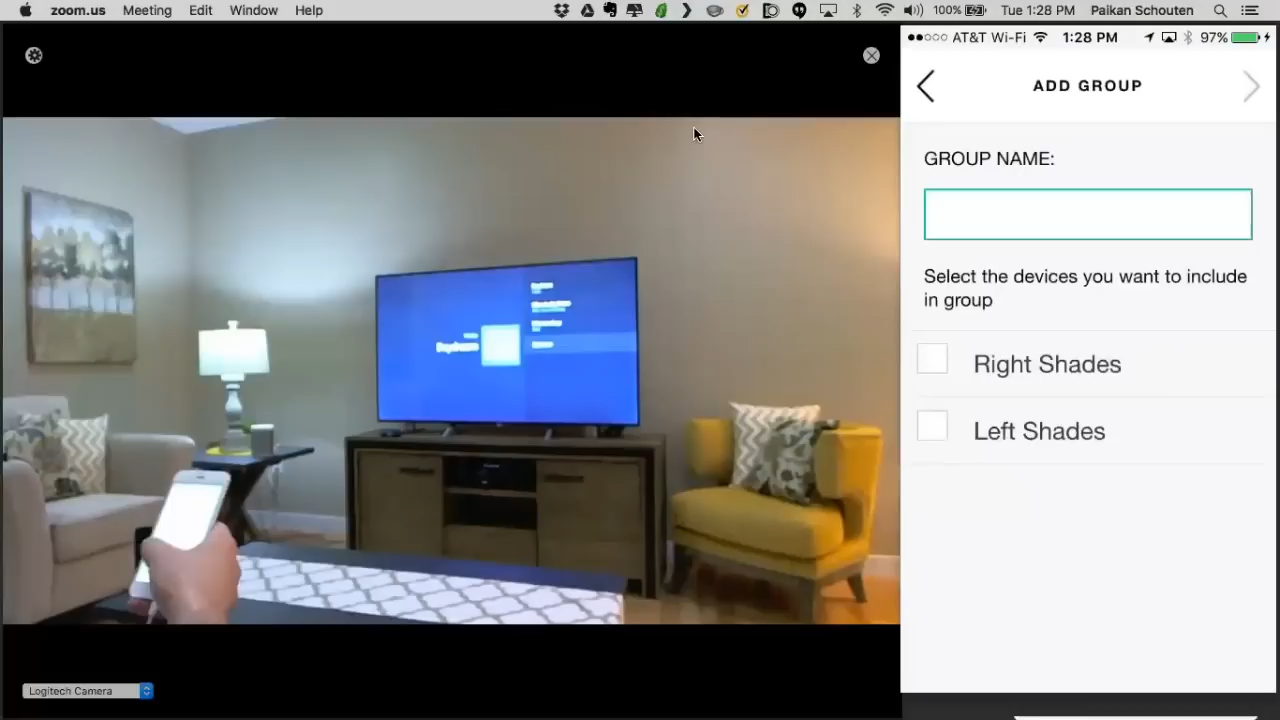 zoom.us Meeting Edit Window Help 100% Tue 1:28 PM Paikan Schouten
AT&T Wi-Fi 1:28 PM 97%
ADD GROUP
GROUP NAME:
Select the devices you want to include
in group
Right Shades
Left Shades
Daydream
Logitech Camera